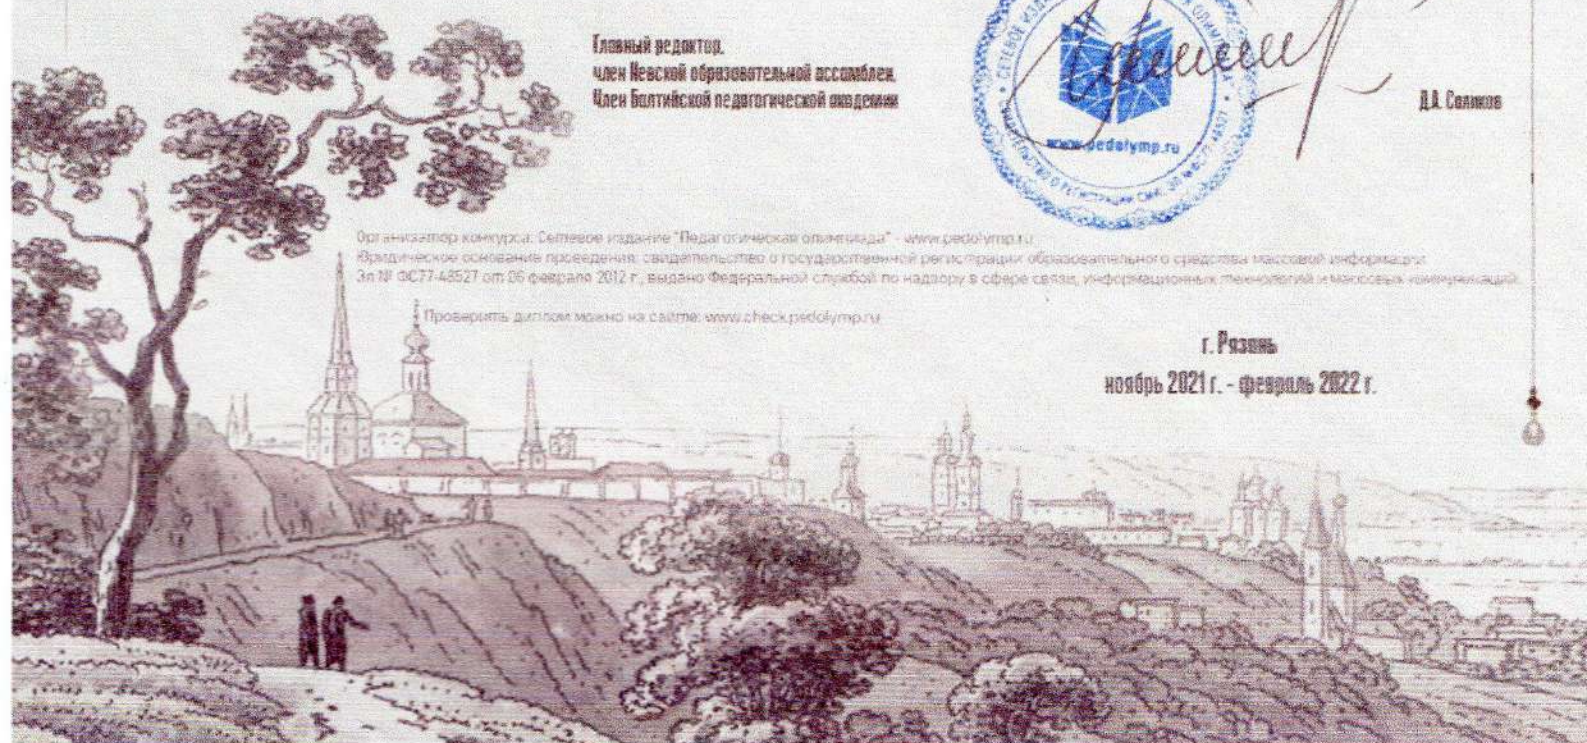 Главный редактор,
член Невской образовательной ассамблеи,
Член Балтийской педагогической академии
www.pedolymp.ru
Д.А. Саликов
Организатор конкурса: Сетевое издание "Педагогическая олимпиада" - www.pedolymp.ru
Юридическое основание проведения: свидетельство о государственной регистрации образовательного средства массовой информации
Эл № ФС77-48527 от 06 февраля 2012 г., выдано Федеральной службой по надзору в сфере связи, информационных технологий и массовых коммуникаций.
Проверить диплом можно на сайте: www.check.pedolymp.ru
г. Рязань
ноябрь 2021 г. - февраль 2022 г.